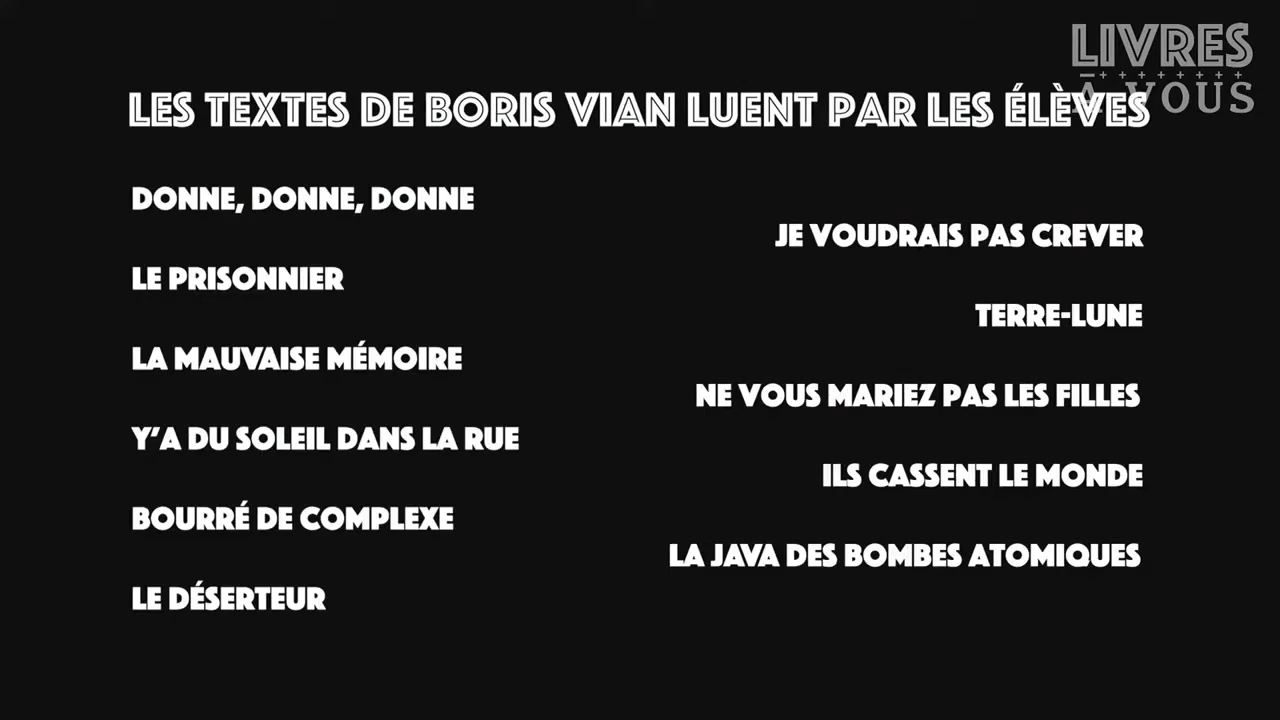 LIVRES
À VOUS
LES TEXTES DE BORIS VIAN LUENT PAR LES ÉLÈVES
DONNE, DONNE, DONNE
JE VOUDRAIS PAS CREVER
LE PRISONNIER
TERRE-LUNE
LA MAUVAISE MÉMOIRE
NE VOUS MARIEZ PAS LES FILLES
Y'A DU SOLEIL DANS LA RUE
ILS CASSENT LE MONDE
BOURRÉ DE COMPLEXE
LA JAVA DES BOMBES ATOMIQUES
LE DÉSERTEUR